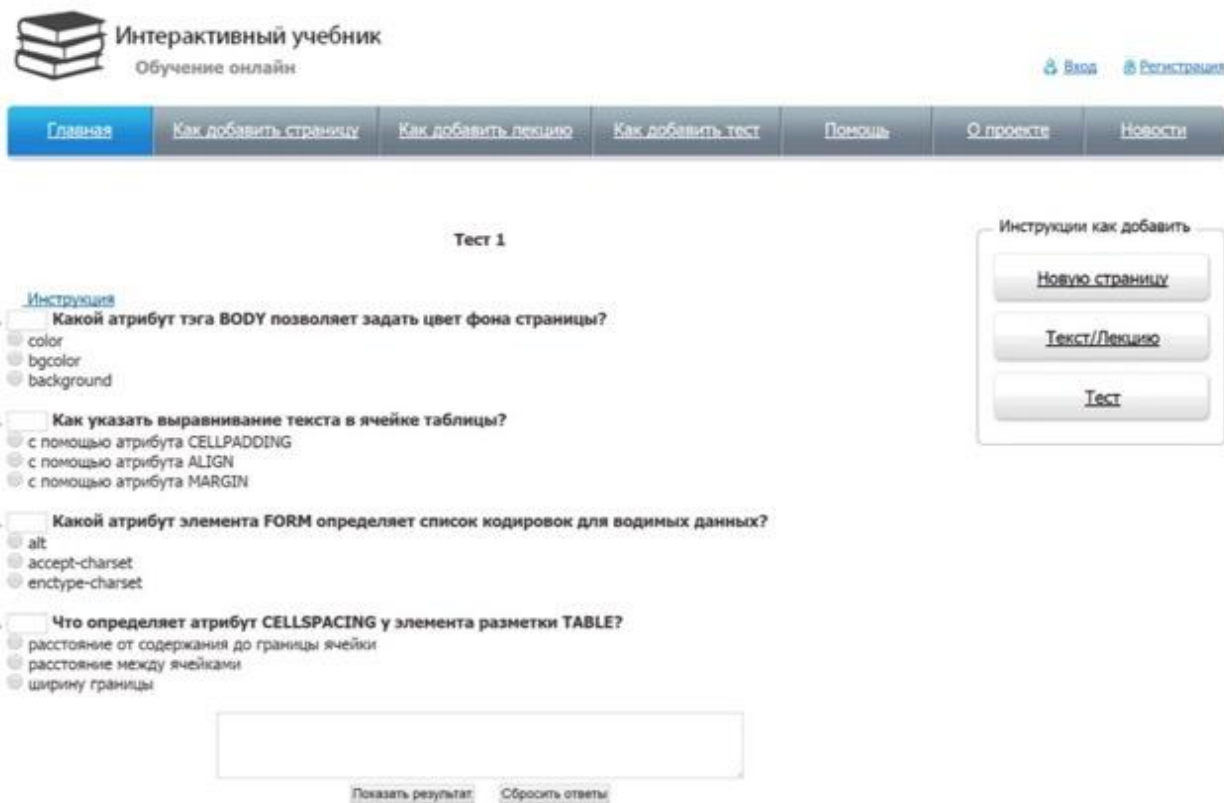 Интерактивный учебник
Обучение онлайн
Вход Регистрация
Главная Как добавить страницу Как добавить лекцию Как добавить тест Помощь О проекте Новости
Тест 1
Инструкция
Какой атрибут тэга BODY позволяет задать цвет фона страницы?
color
bgcolor
background
Как указать выравнивание текста в ячейке таблицы?
с помощью атрибута CELLPADDING
с помощью атрибута ALIGN
с помощью атрибута MARGIN
Какой атрибут элемента FORM определяет список кодировок для водимых данных?
alt
accept-charset
enctype-charset
Что определяет атрибут CELLSPACING у элемента разметки TABLE?
расстояние от содержания до границы ячейки
расстояние между ячейками
ширину границы
Показать результат Сбросить ответы
Инструкции как добавить
Новую страницу
Текст/Лекцию
Тест